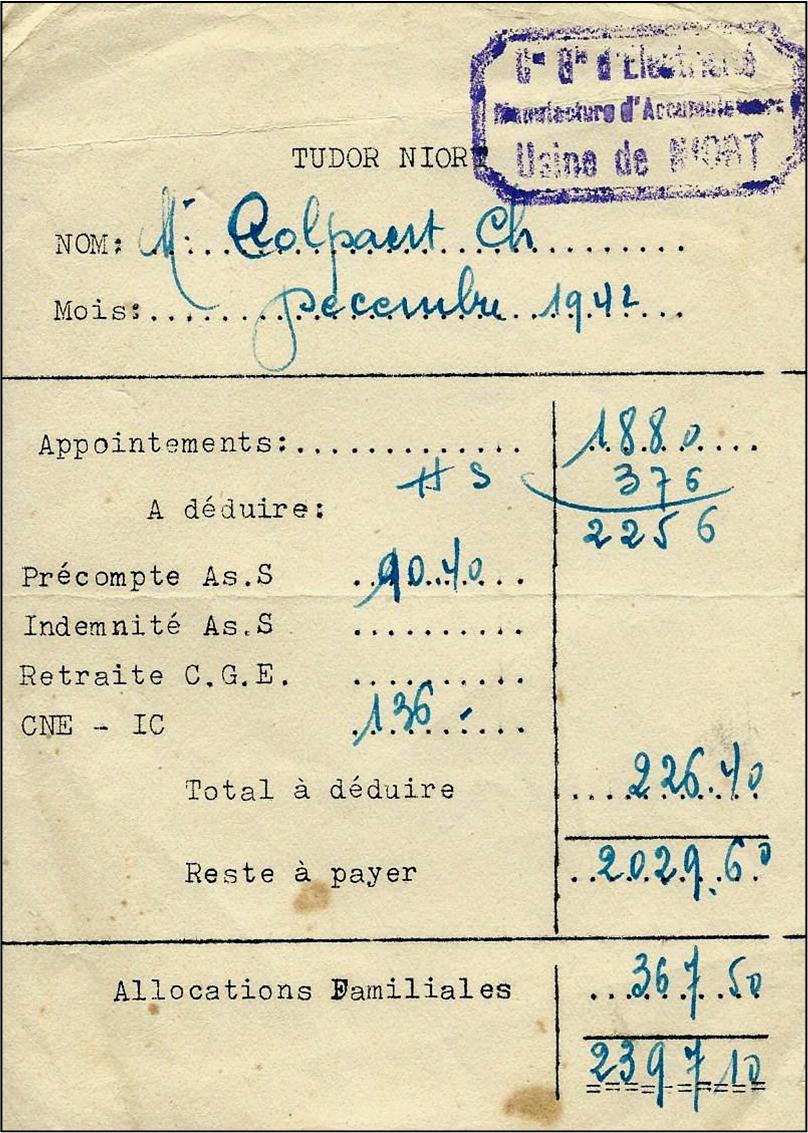 Cie Gle d'Electricité
Manufacture d'Accumulateurs
Usine de NIORT
TUDOR NIORT
NOM: Mr Colpaert Ch
Mois: Decembre 1942
Appointements: 1880
HS 376
A déduire: 2256
Précompte As.S 90.40
Indemnité As.S
Retraite C.G.E.
CNE - IC 136 -
Total à déduire 226.40
Reste à payer 2029.60
Allocations Familiales 367.50
2397 10